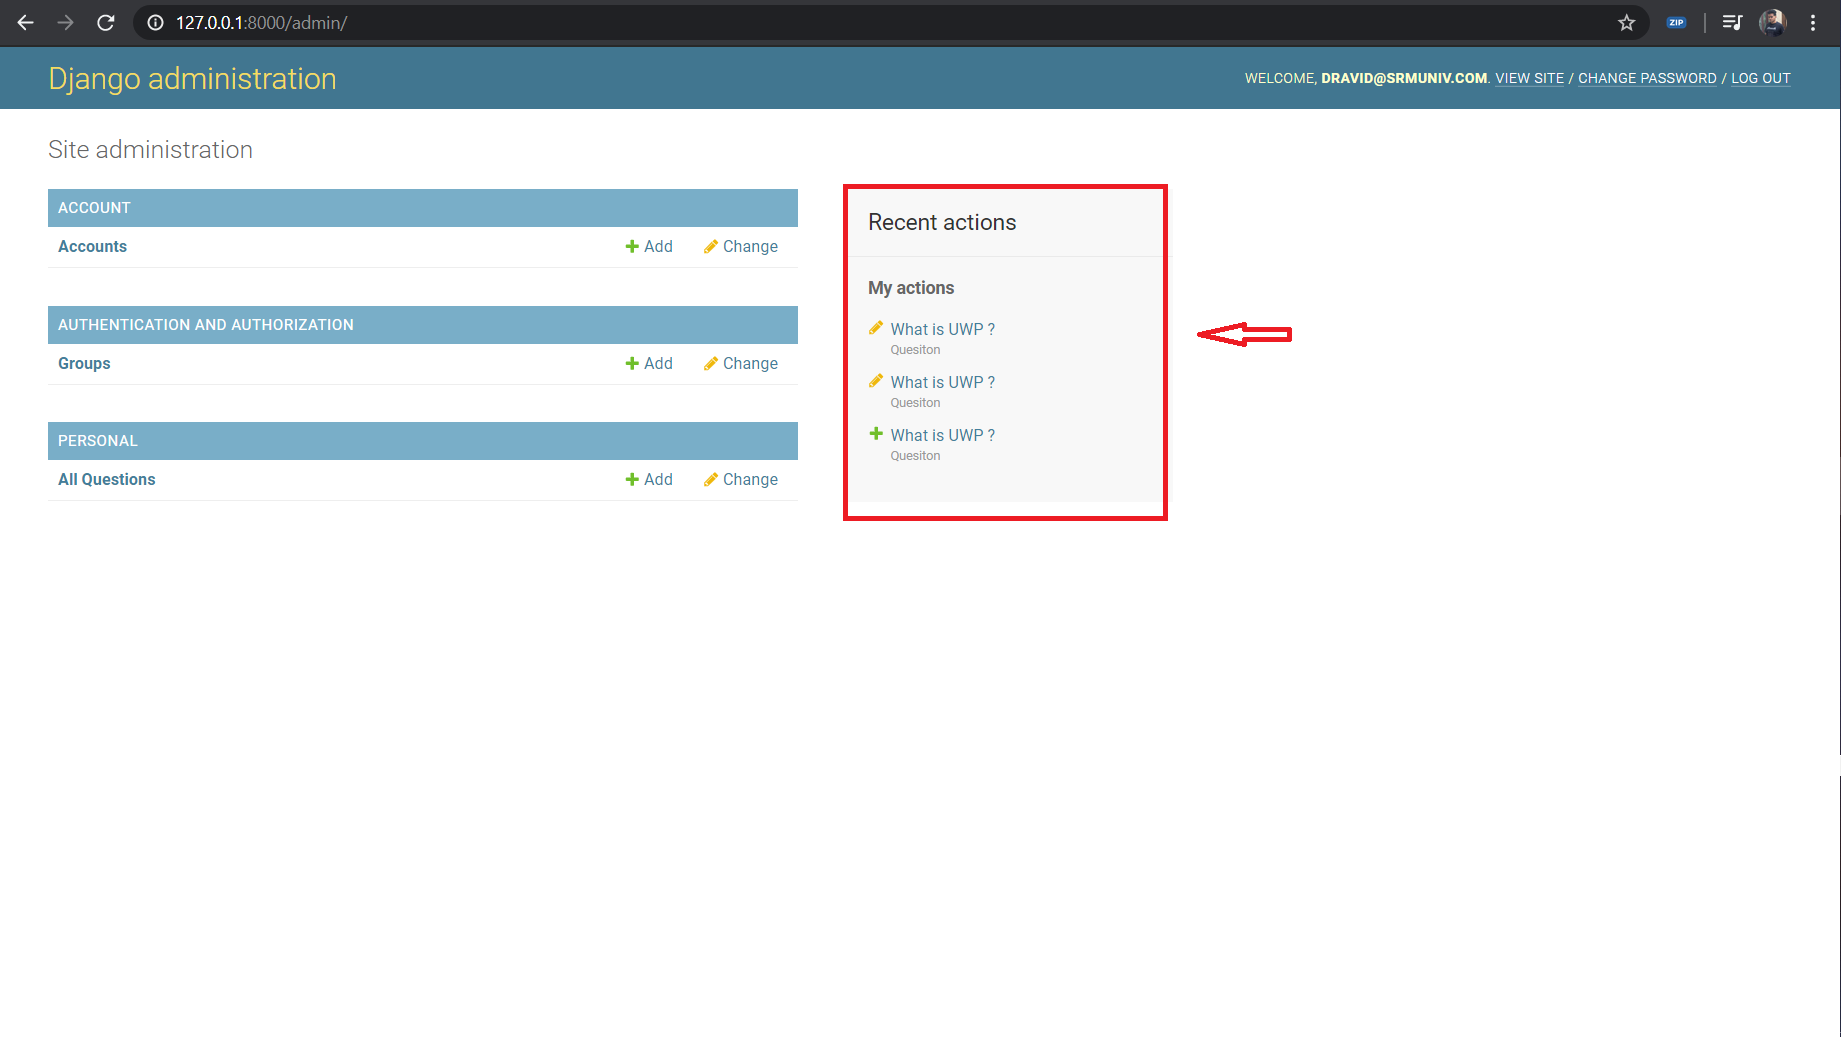 127.0.0.1:8000/admin/
ZIP
Django administration
WELCOME, DRAVID@SRMUNIV.COM. VIEW SITE / CHANGE PASSWORD / LOG OUT
Site administration
ACCOUNT
Accounts Add Change
AUTHENTICATION AND AUTHORIZATION
Groups Add Change
PERSONAL
All Questions Add Change
Recent actions
My actions
What is UWP ?
Quesiton
What is UWP ?
Quesiton
What is UWP ?
Quesiton